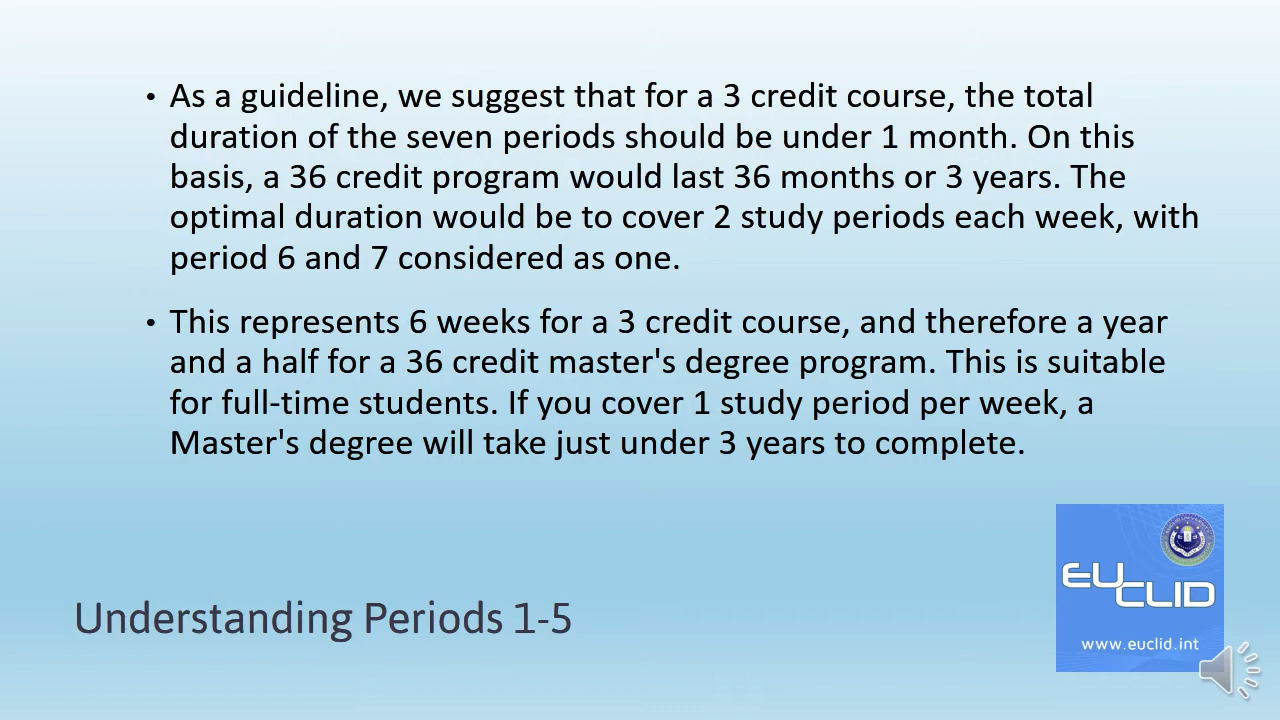 • As a guideline, we suggest that for a 3 credit course, the total
duration of the seven periods should be under 1 month. On this
basis, a 36 credit program would last 36 months or 3 years. The
optimal duration would be to cover 2 study periods each week, with
period 6 and 7 considered as one.
• This represents 6 weeks for a 3 credit course, and therefore a year
and a half for a 36 credit master's degree program. This is suitable
for full-time students. If you cover 1 study period per week, a
Master's degree will take just under 3 years to complete.
Understanding Periods 1-5
EUCLID
www.euclid.int